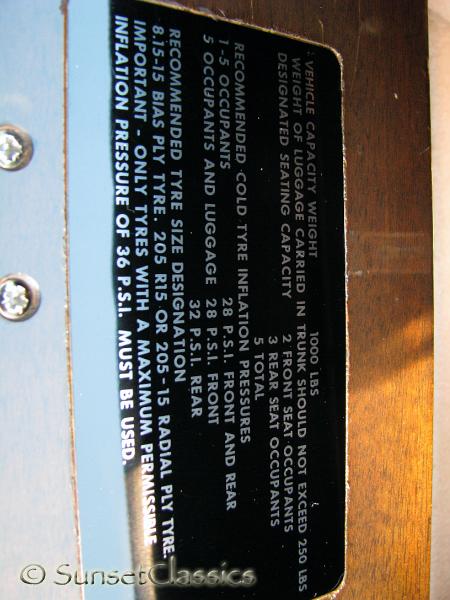 : VEHICLE CAPACITY WEIGHT 1000 LBS
WEIGHT OF LUGGAGE CARRIED IN TRUNK SHOULD NOT EXCEED 250 LBS
DESIGNATED SEATING CAPACITY 2 FRONT SEAT OCCUPANTS
3 REAR SEAT OCCUPANTS
5 TOTAL
RECOMMENDED COLD TYRE INFLATION PRESSURES
1-5 OCCUPANTS 28 P.S.I. FRONT AND REAR
5 OCCUPANTS AND LUGGAGE 28 P.S.I. FRONT
32 P.S.I. REAR
RECOMMENDED TYRE SIZE DESIGNATION
8.15-15 BIAS PLY TYRE. 205 R15 OR 205-15 RADIAL PLY TYRE.
IMPORTANT - ONLY TYRES WITH A MAXIMUM PERMISSIBLE
INFLATION PRESSURE OF 36 P.S.I. MUST BE USED.
© SunsetClassics